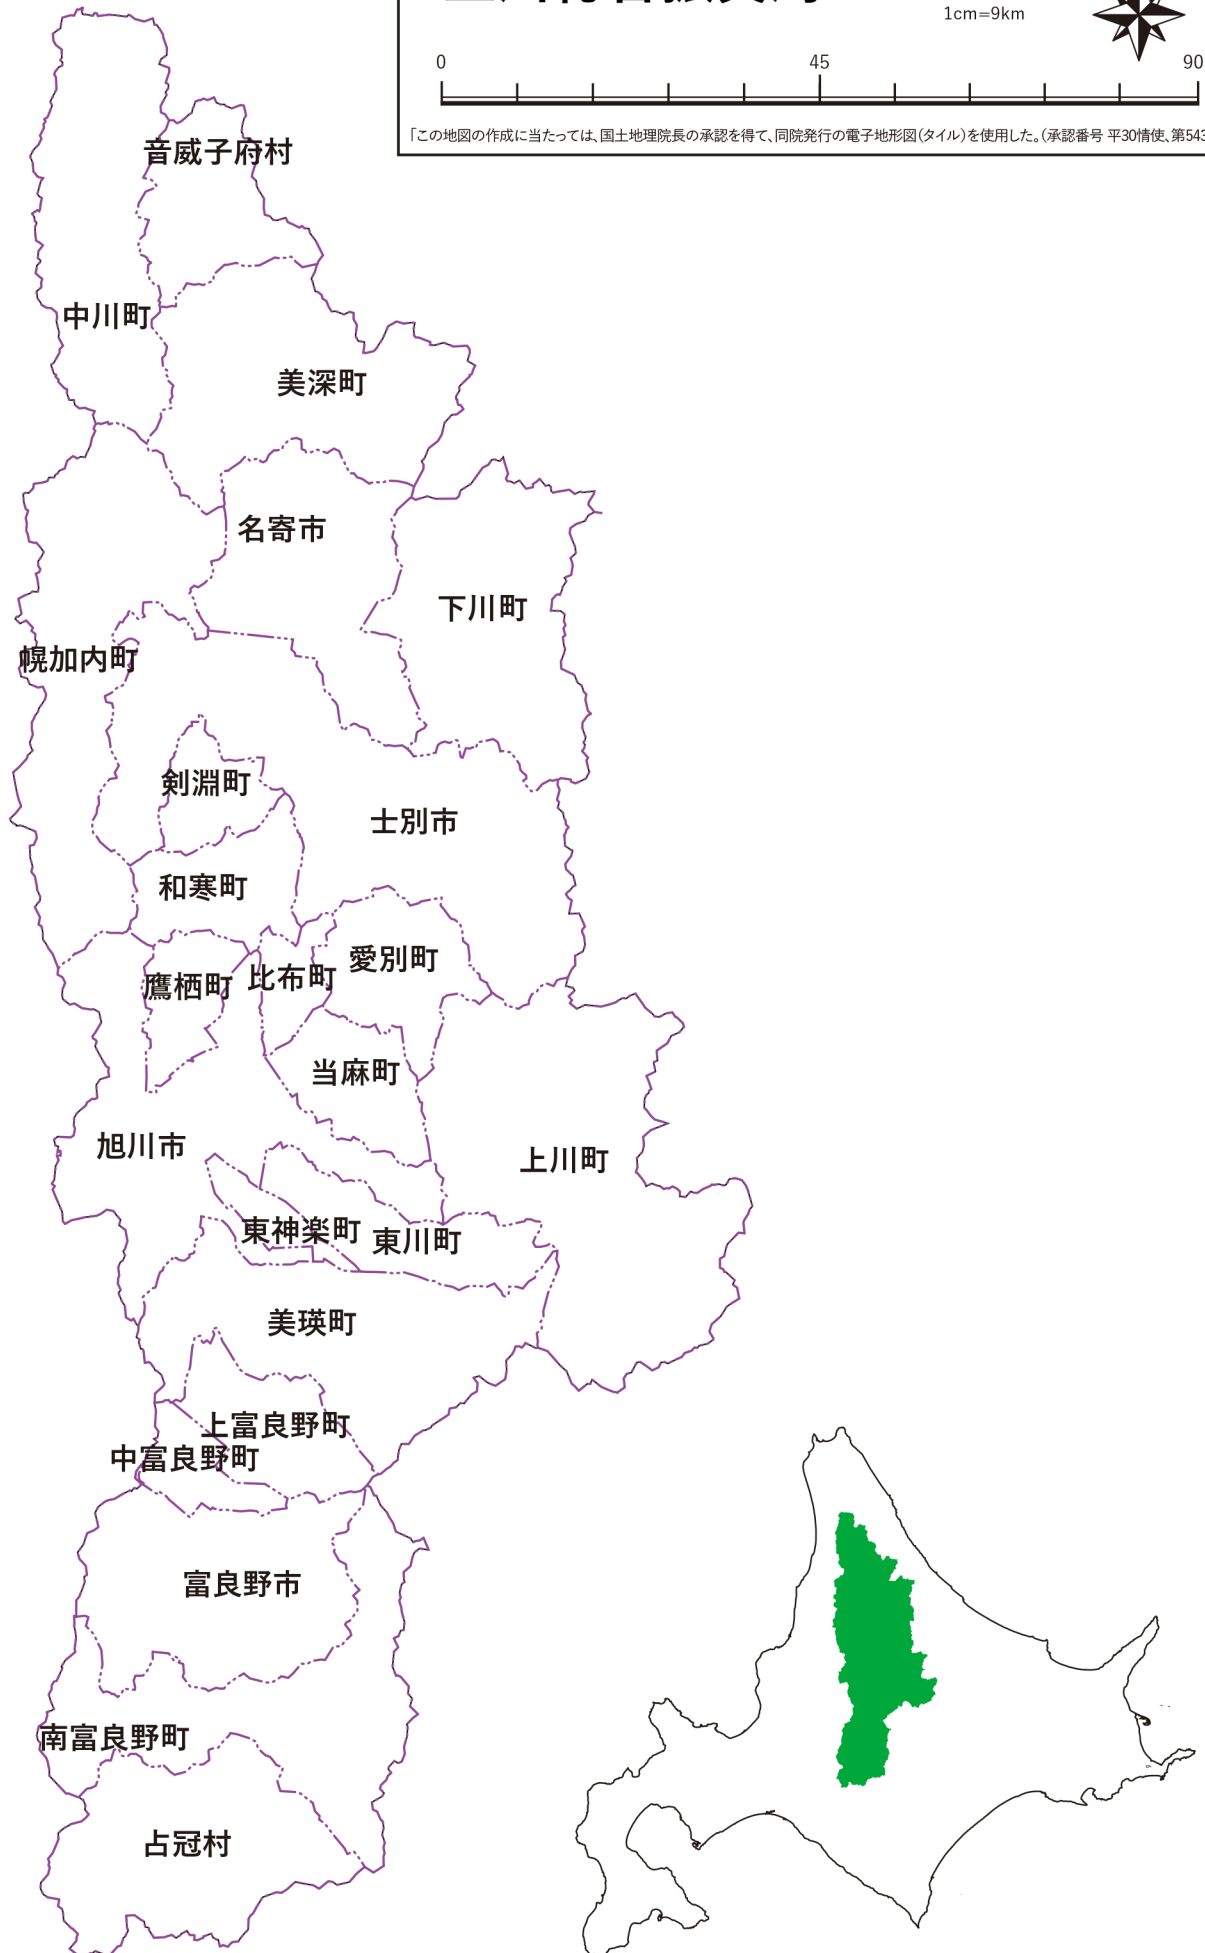 1cm=9km
0 45 90
「この地図の作成に当たっては、国土地理院長の承認を得て、同院発行の電子地形図(タイル)を使用した。(承認番号 平30情使、第543
音威子府村
中川町
美深町
名寄市
下川町
幌加内町
剣淵町
士別市
和寒町
愛別町
比布町
鷹栖町
当麻町
旭川市
上川町
東神楽町
東川町
美瑛町
上富良野町
中富良野町
富良野市
南富良野町
占冠村